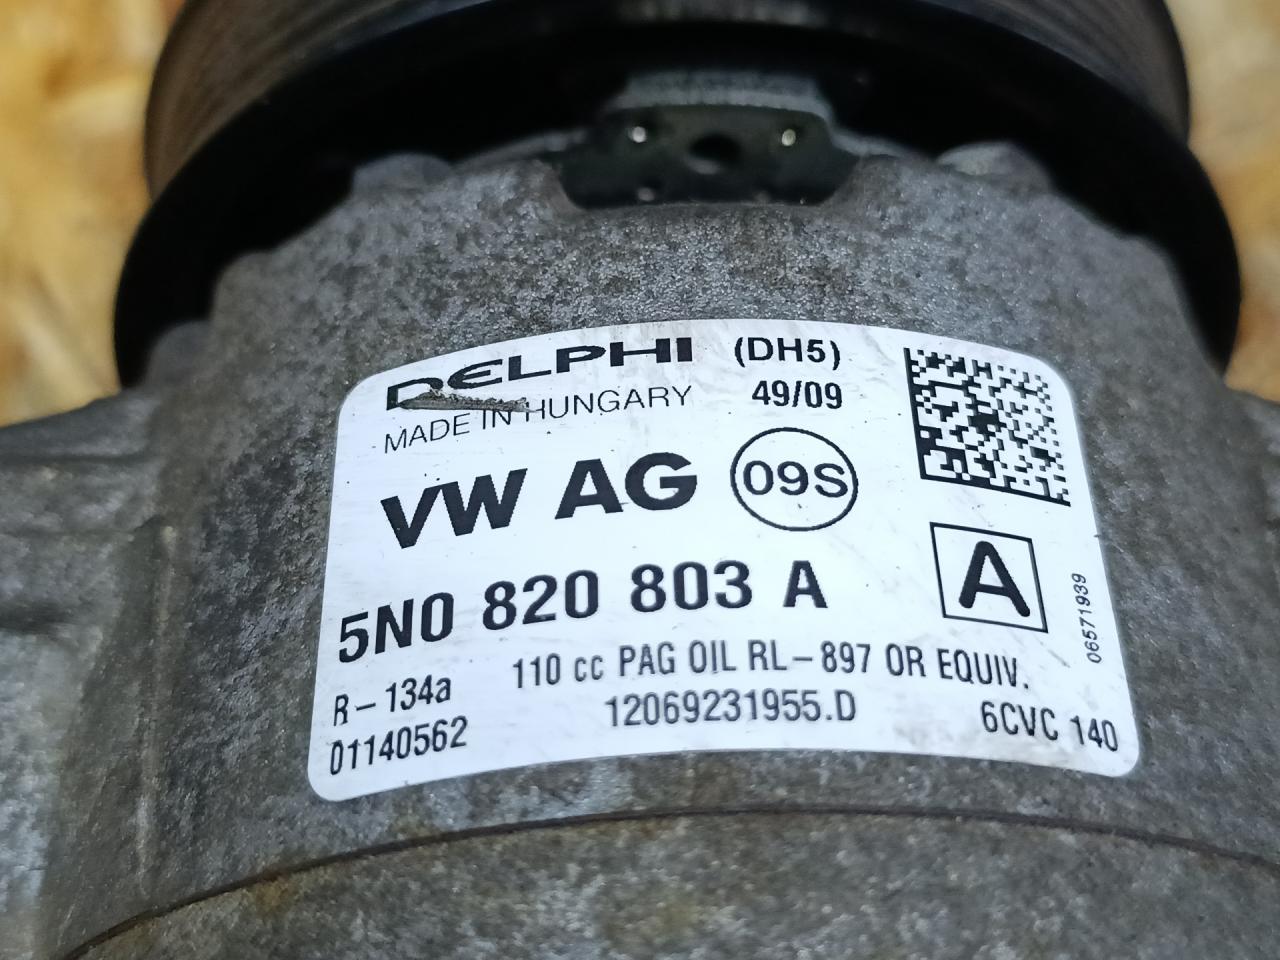 DELPHI (DH5)
MADE IN HUNGARY 49/09
VW AG 09S
5N0 820 803 A A
06571939
R-134a 110 cc PAG OIL RL-897 OR EQUIV.
01140562 12069231955.D 6CVC 140